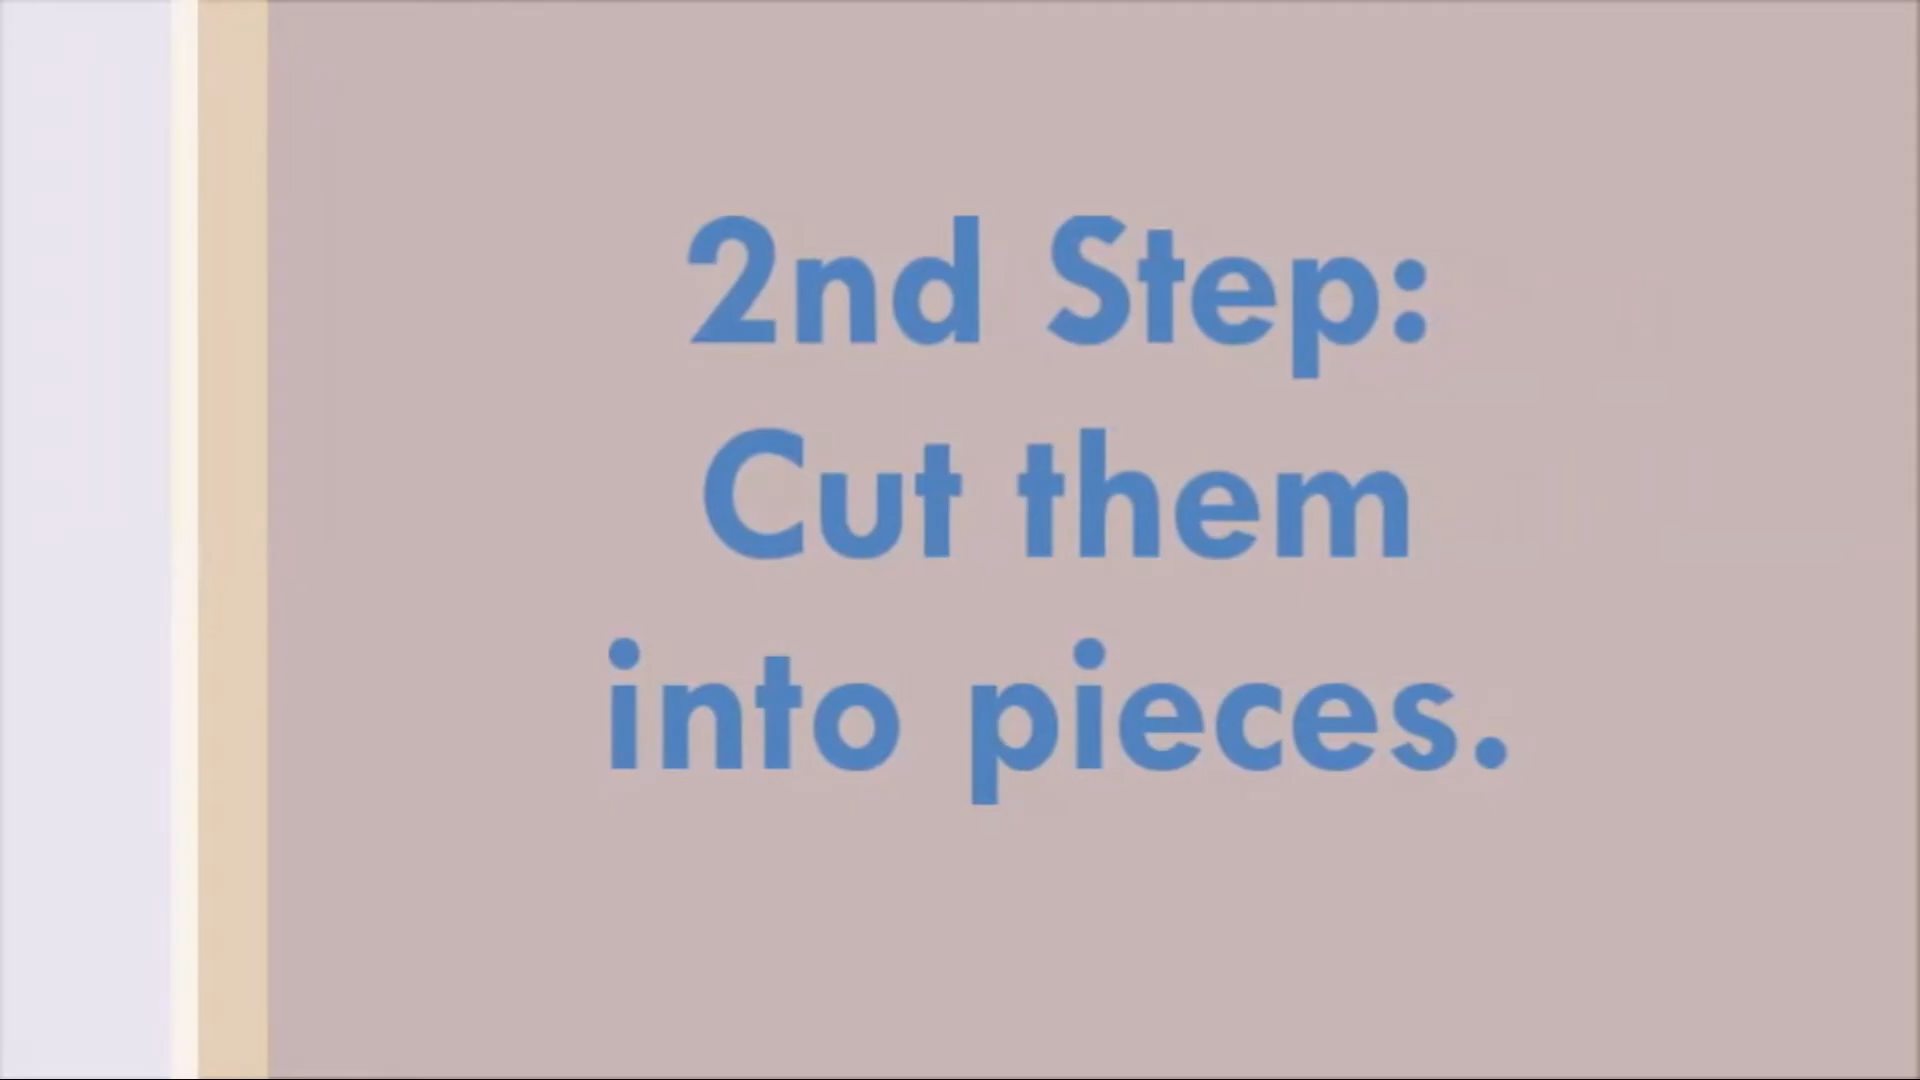 2nd Step:
Cut them
into pieces.